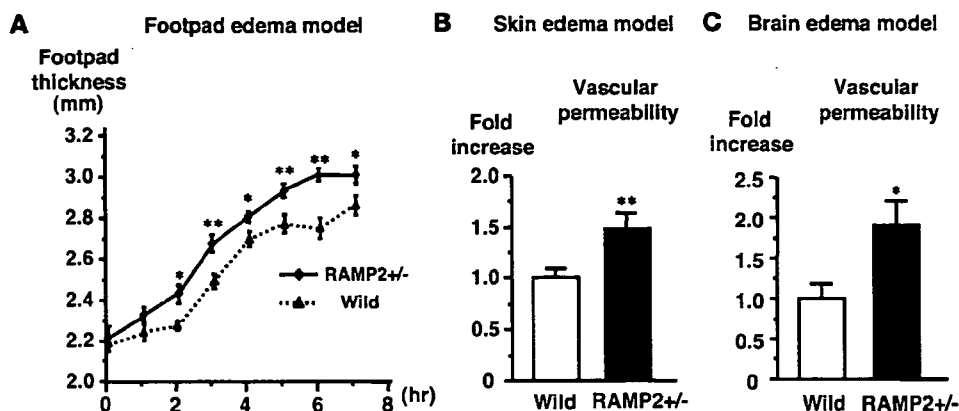 A Footpad edema model
Footpad
thickness
(mm)
3.2
3.0
2.8
2.6
2.4
2.2
2.0
* ** * ** ** *
RAMP2+/-
Wild
0 2 4 6 8 (hr)
B Skin edema model
Vascular
permeability
Fold
increase
2.0
1.5
1.0
0.5
0
**
Wild RAMP2+/-
C Brain edema model
Vascular
permeability
Fold
increase
2.5
2.0
1.5
1.0
0.5
0
*
Wild RAMP2+/-